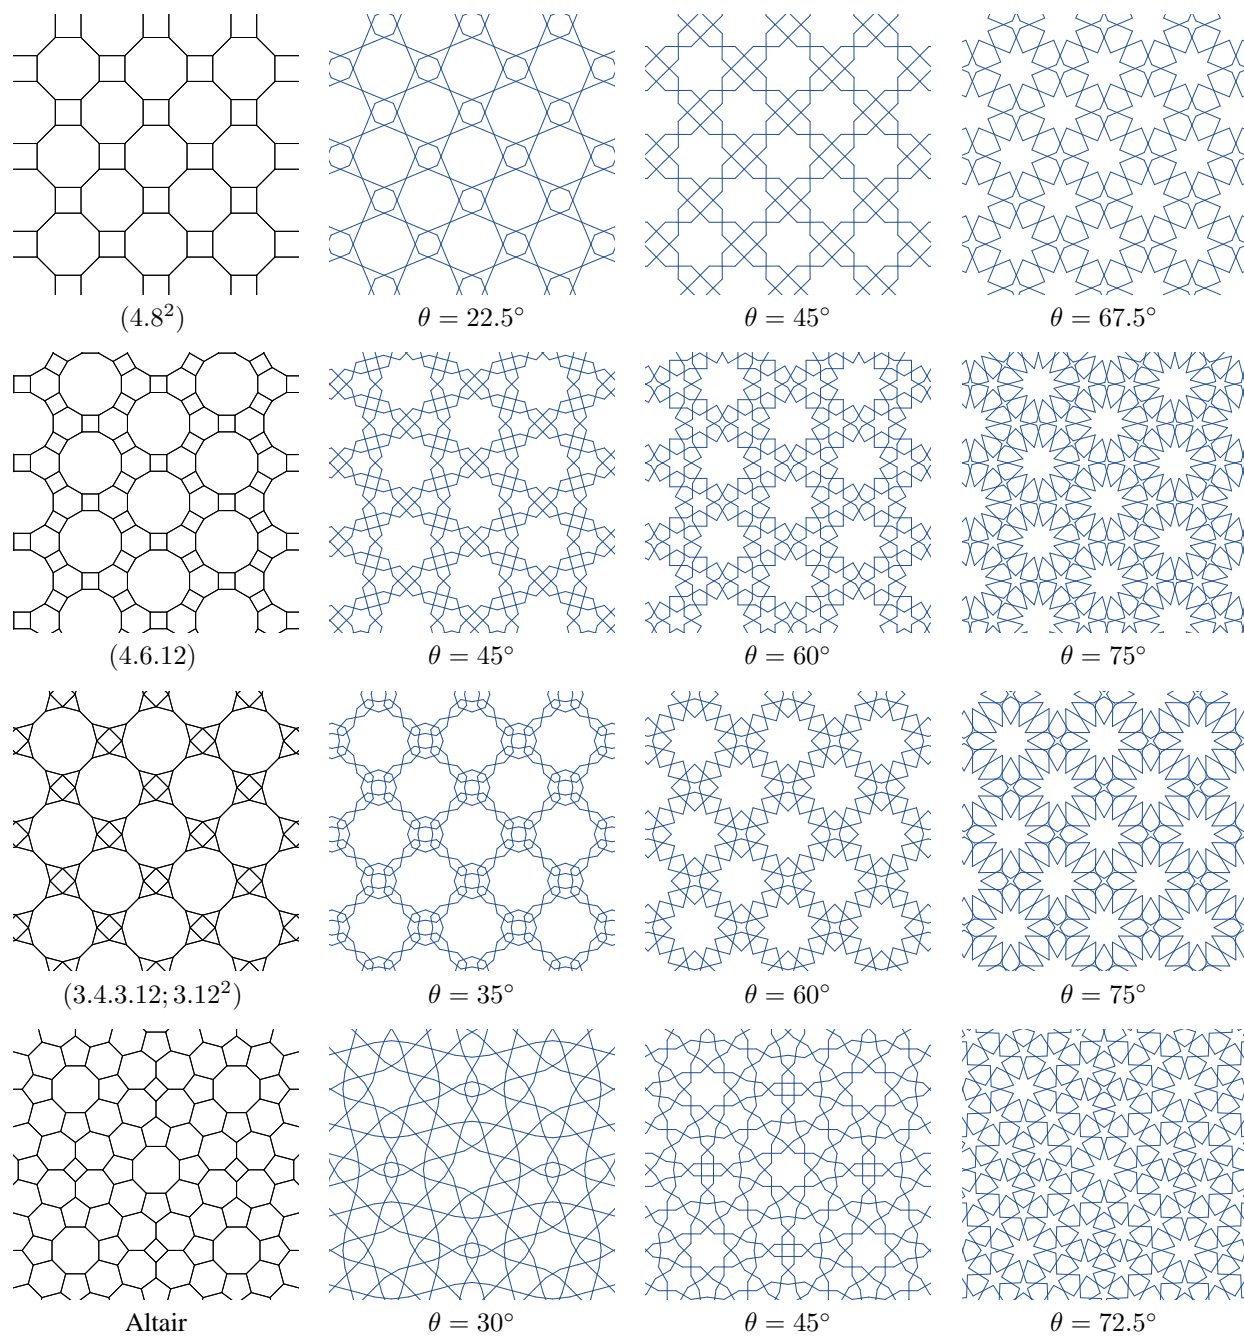 (4.8²) θ = 22.5° θ = 45° θ = 67.5°
(4.6.12) θ = 45° θ = 60° θ = 75°
(3.4.3.12; 3.12²) θ = 35° θ = 60° θ = 75°
Altair θ = 30° θ = 45° θ = 72.5°